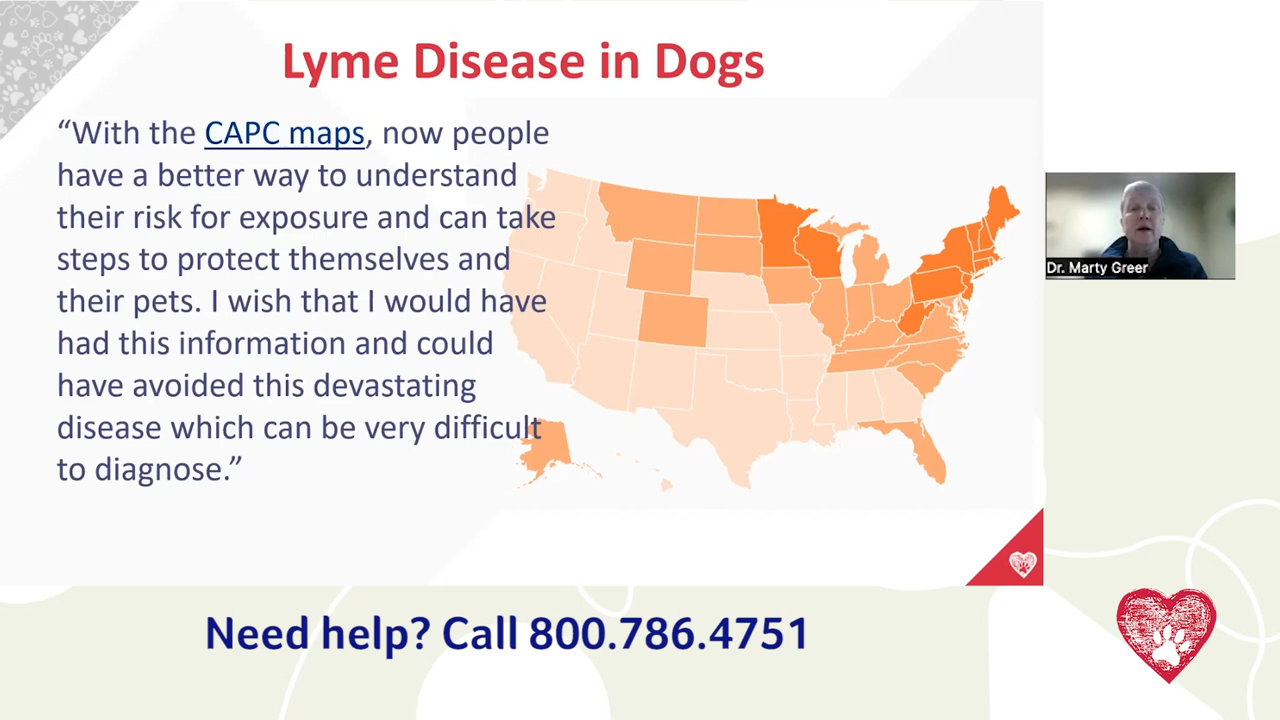 Lyme Disease in Dogs
“With the CAPC maps, now people
have a better way to understand
their risk for exposure and can take
steps to protect themselves and
their pets. I wish that I would have
had this information and could
have avoided this devastating
disease which can be very difficult
to diagnose.”
Dr. Marty Greer
Need help? Call 800.786.4751